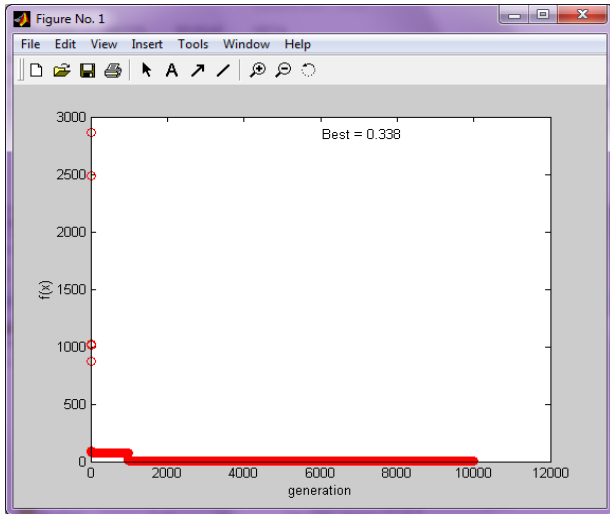 Figure No. 1
File Edit View Insert Tools Window Help
A
3000
Best = 0.338
2500
2000
f(x)
1500
1000
500
0
0 2000 4000 6000 8000 10000 12000
generation